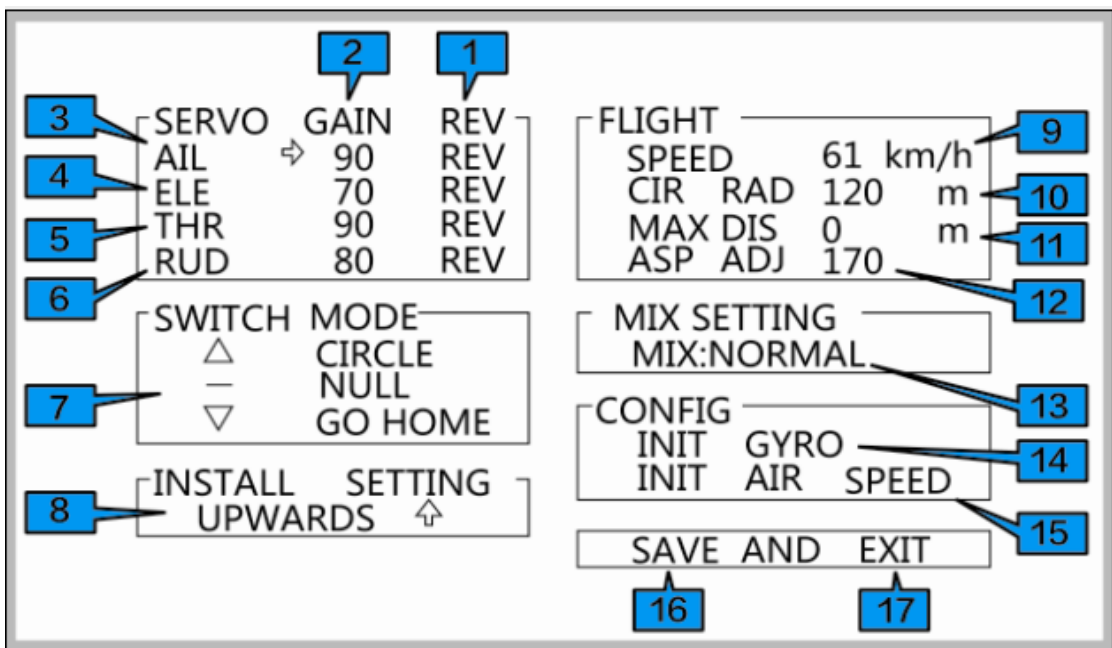 2 1
3 SERVO GAIN REV
AIL ⇨ 90 REV
4 ELE 70 REV
5 THR 90 REV
6 RUD 80 REV
SWITCH MODE
△ CIRCLE
7 — NULL
▽ GO HOME
INSTALL SETTING
8 UPWARDS ⇧
FLIGHT 9
SPEED 61 km/h
CIR RAD 120 m 10
MAX DIS 0 m 11
ASP ADJ 170 12
MIX SETTING
MIX:NORMAL 13
CONFIG
INIT GYRO 14
INIT AIR SPEED 15
SAVE AND EXIT
16 17